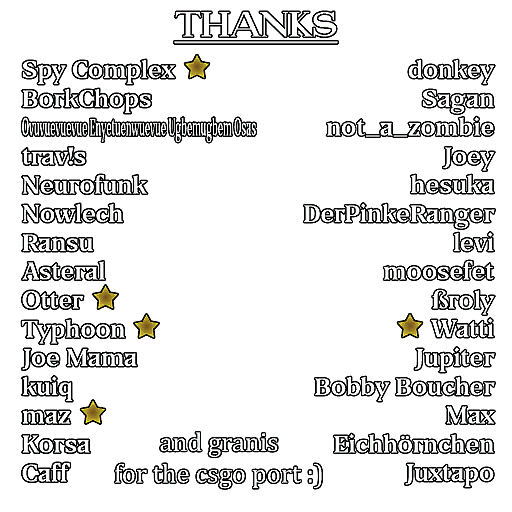 THANKS
Spy Complex
donkey
BorkChops
Sagan
Ovuvuevuevue Enyetuenwuevue Ugbemugbem Osas
not_a_zombie
trav!s
Joey
Neurofunk
hesuka
Nowlech
DerPinkeRanger
Ransu
levi
Asteral
moosefet
Otter
ßroly
Typhoon
Watti
Joe Mama
Jupiter
kuiq
Bobby Boucher
maz
Max
Korsa
and granis
Eichhörnchen
Caff
for the csgo port :)
Juxtapo